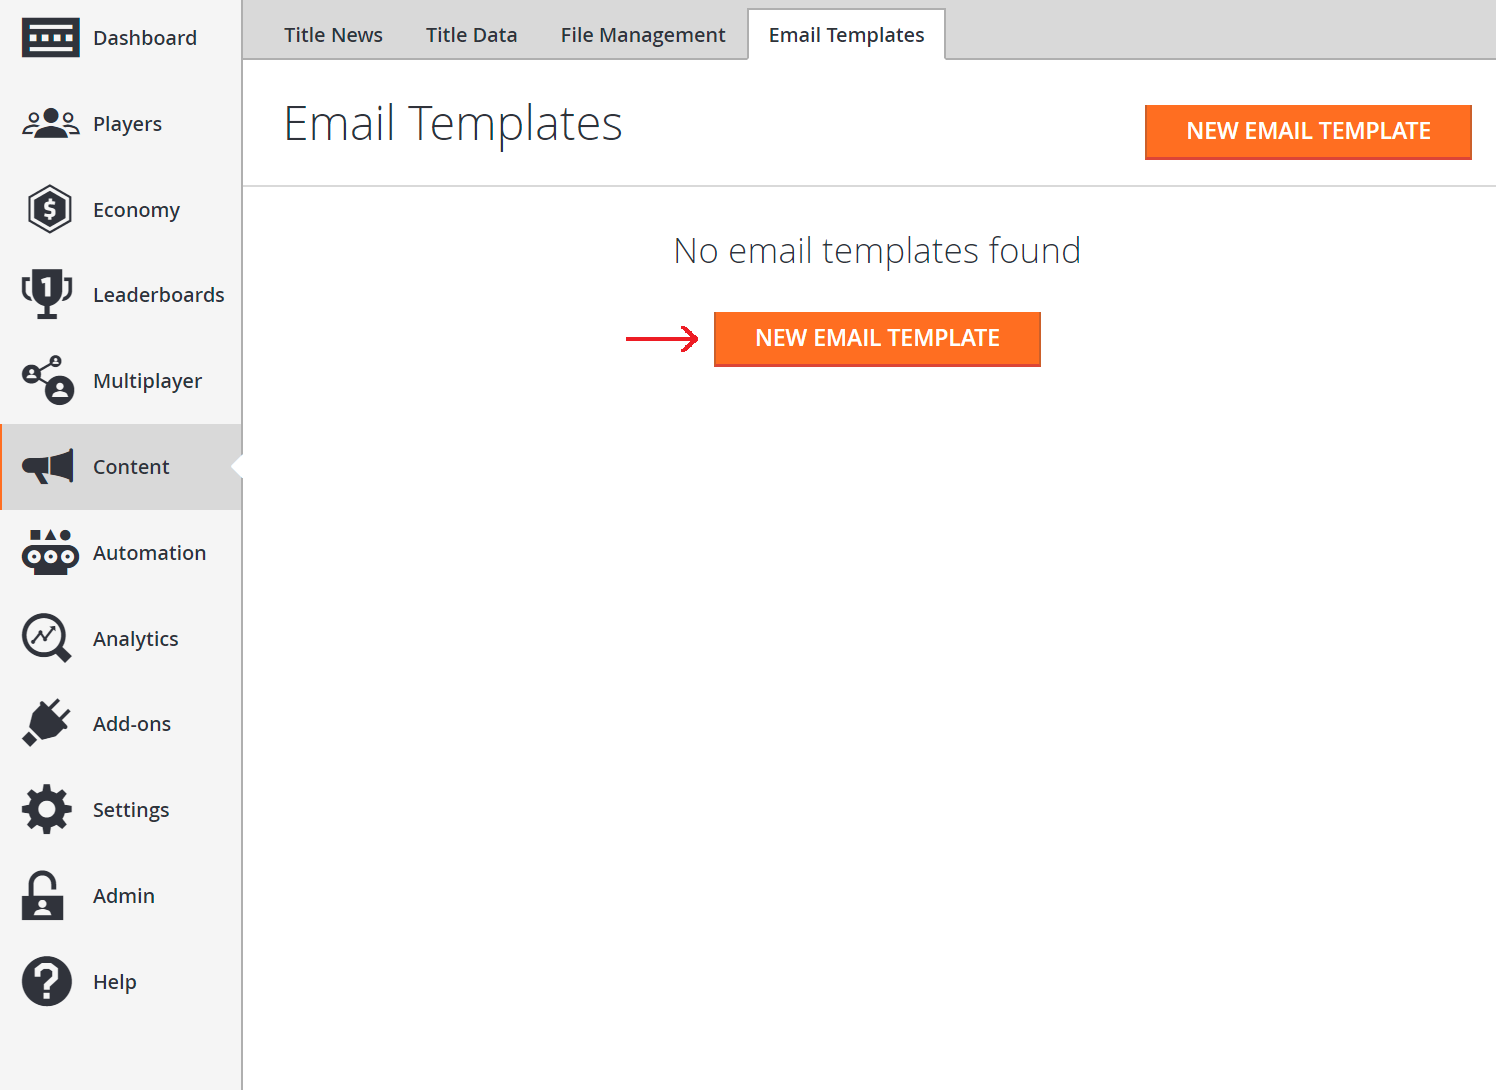 Dashboard
Players
Economy
Leaderboards
Multiplayer
Content
Automation
Analytics
Add-ons
Settings
Admin
Help
Title News
Title Data
File Management
Email Templates
Email Templates
NEW EMAIL TEMPLATE
No email templates found
NEW EMAIL TEMPLATE